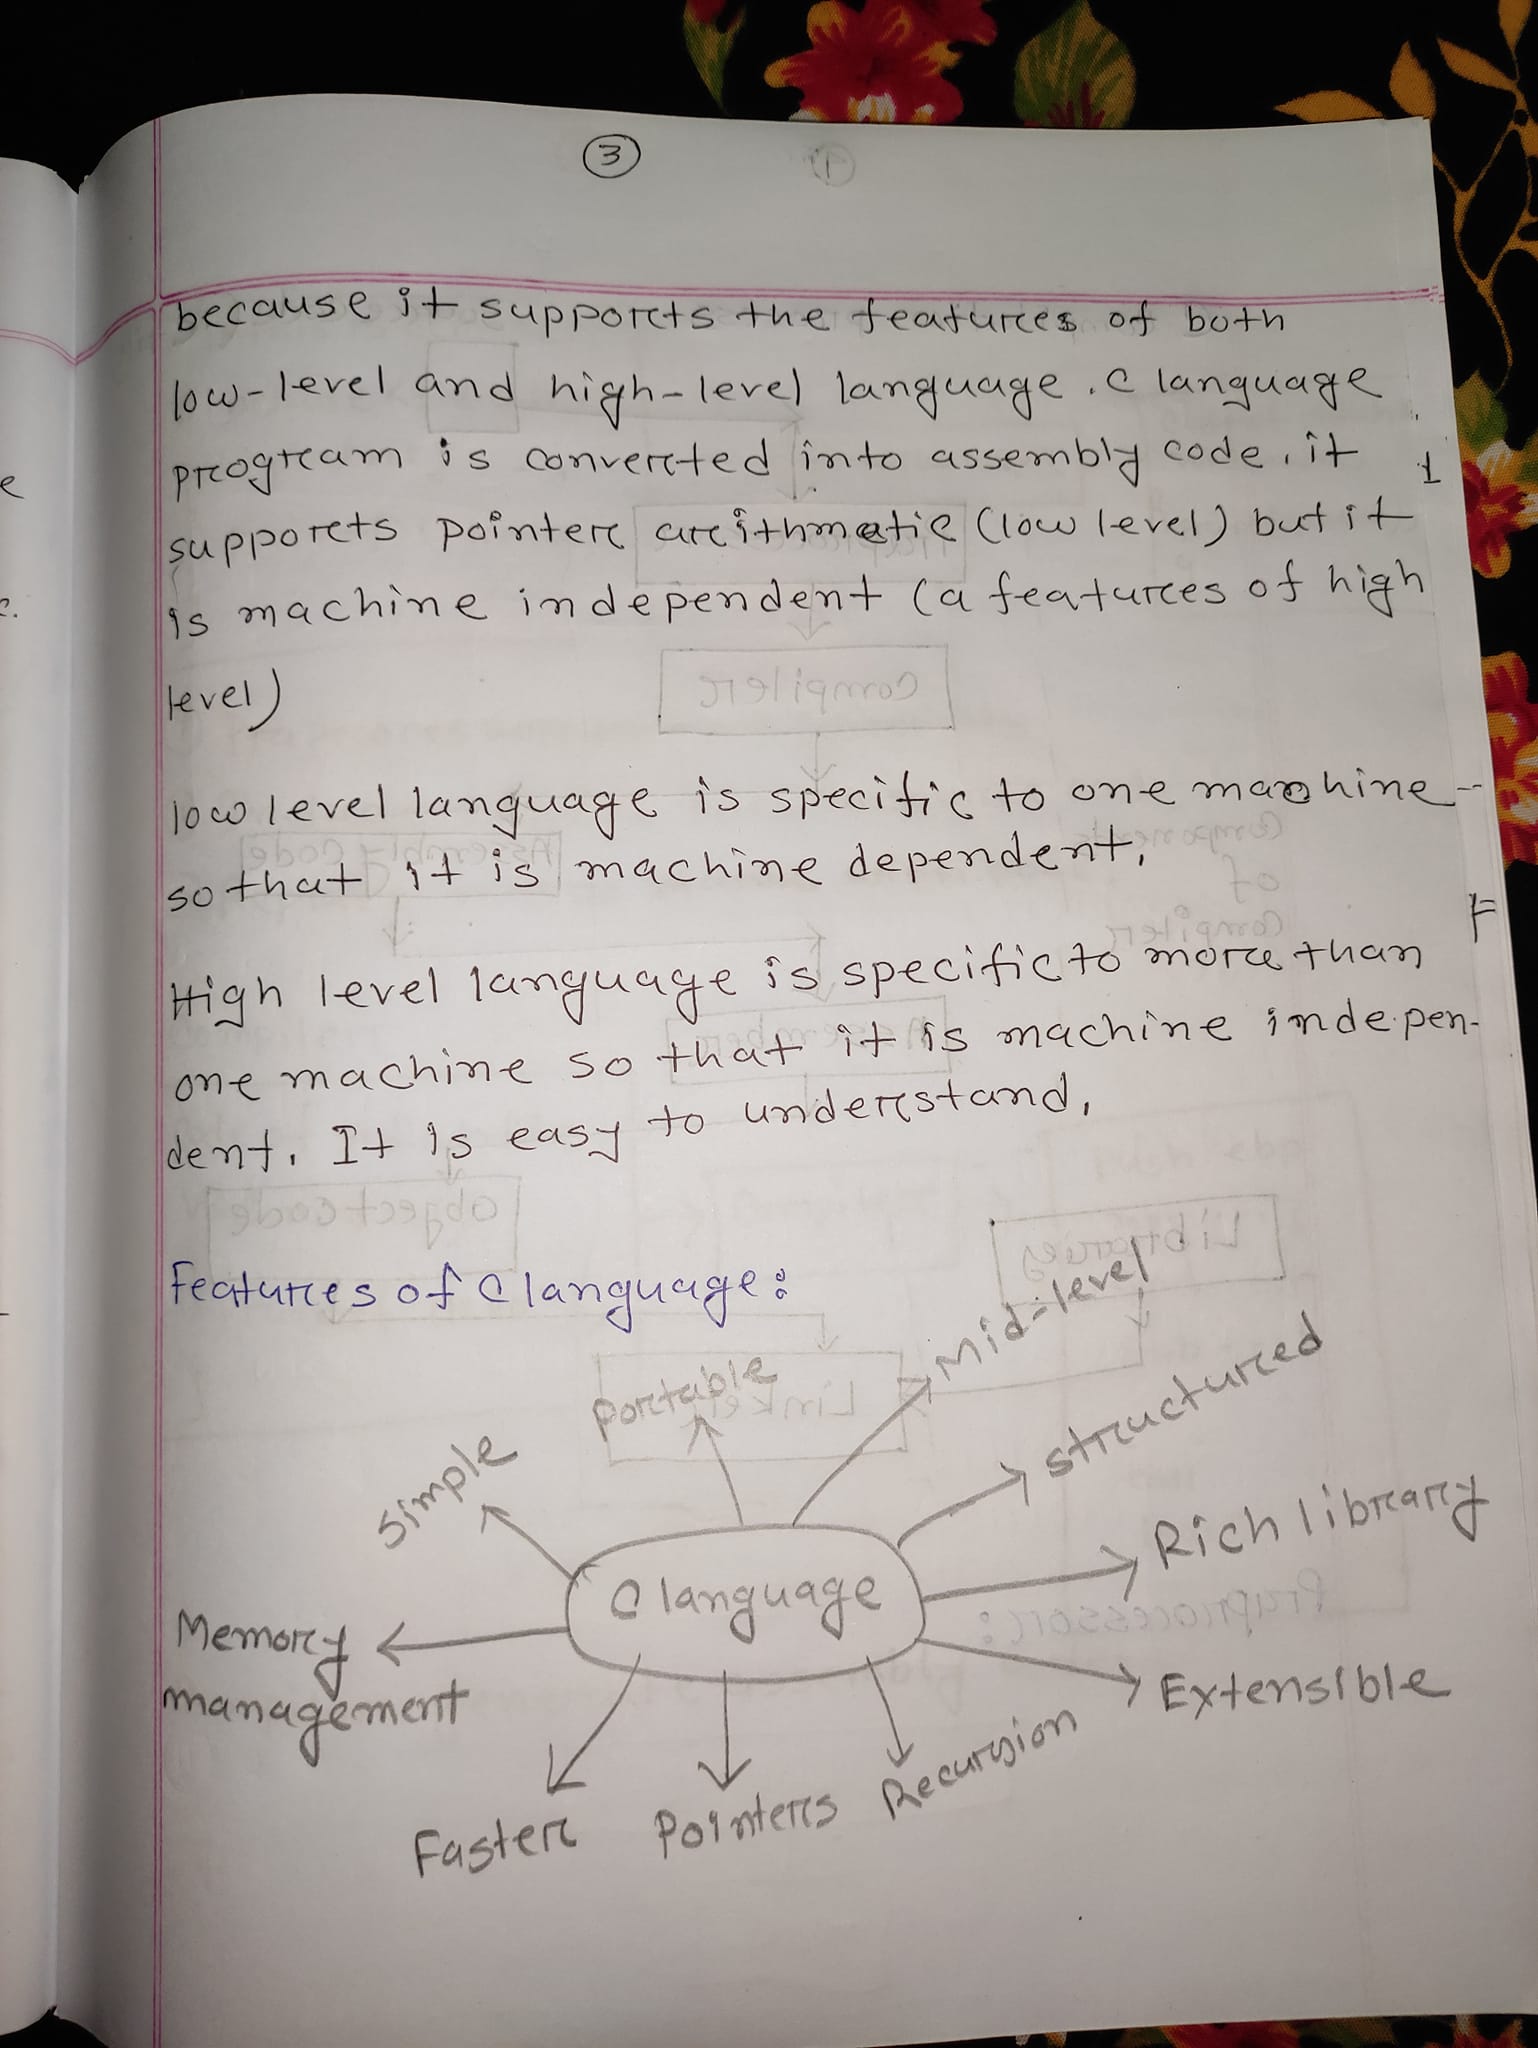 3
because it supports the features of both
low-level and high-level language. C language
program is converted into assembly code, it
supports pointer arithmatic (low level) but it
is machine independent (a features of high
level)
low level language is specific to one machine
so that it is machine dependent,
High level language is specific to more than
one machine so that it is machine indepen-
dent. It is easy to understand,
Features of C language:
Mid-level
Portable
Structured
Simple
Rich library
C language
Memory
management
Extensible
Recursion
Pointers
Faster